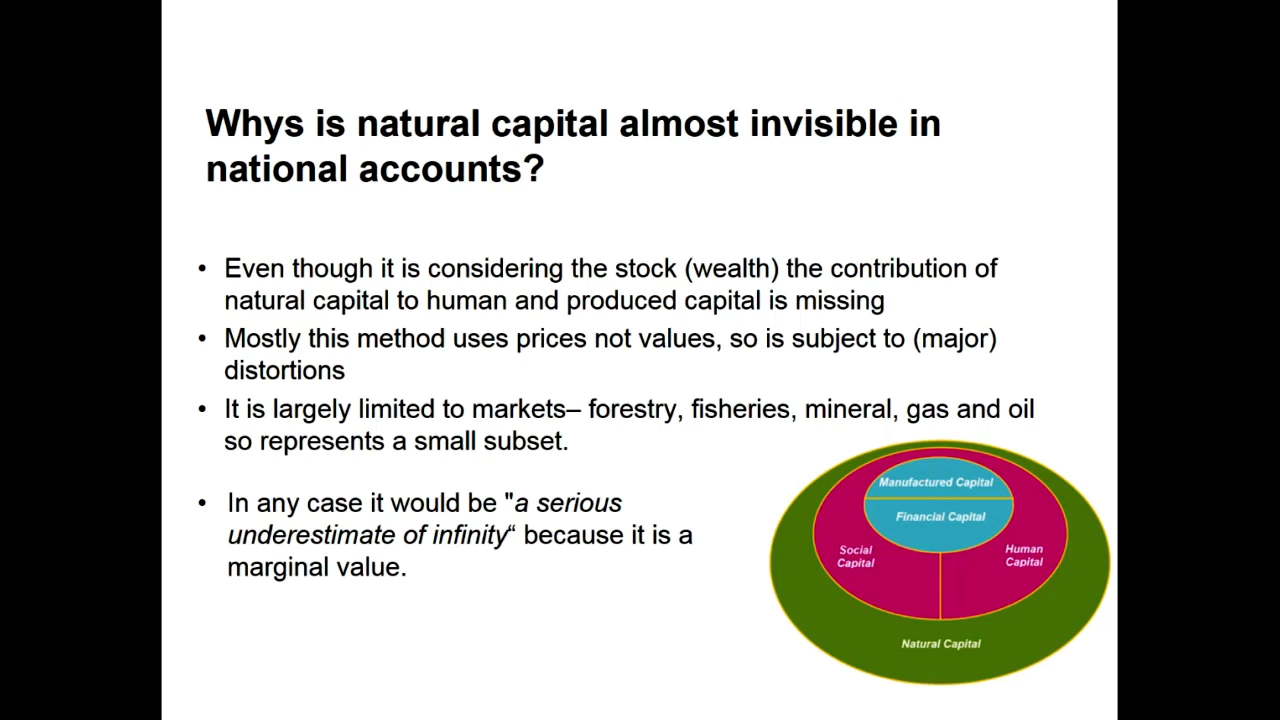 Whys is natural capital almost invisible in
national accounts?
• Even though it is considering the stock (wealth) the contribution of
natural capital to human and produced capital is missing
• Mostly this method uses prices not values, so is subject to (major)
distortions
• It is largely limited to markets– forestry, fisheries, mineral, gas and oil
so represents a small subset.
• In any case it would be "a serious
underestimate of infinity“ because it is a
marginal value.
Manufactured Capital
Financial Capital
Social
Capital
Human
Capital
Natural Capital